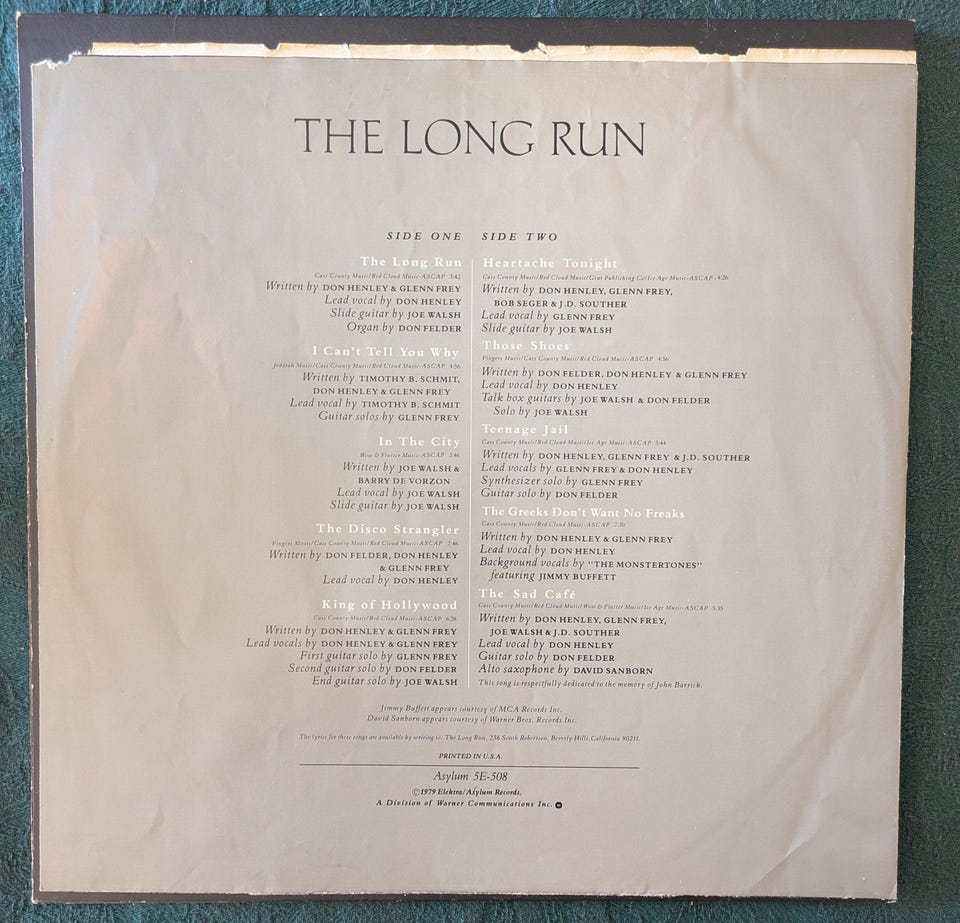 THE LONG RUN
SIDE ONE
The Long Run
Cass County Music/Red Cloud Music-ASCAP 3:42
Written by DON HENLEY & GLENN FREY
Lead vocal by DON HENLEY
Slide guitar by JOE WALSH
Organ by DON FELDER
I Can't Tell You Why
Jeddrah Music/Cass County Music/Red Cloud Music-ASCAP 4:56
Written by TIMOTHY B. SCHMIT,
DON HENLEY & GLENN FREY
Lead vocal by TIMOTHY B. SCHMIT
Guitar solos by GLENN FREY
In The City
Wow & Flutter Music-ASCAP 3:46
Written by JOE WALSH &
BARRY DE VORZON
Lead vocal by JOE WALSH
Slide guitar by JOE WALSH
The Disco Strangler
Fingers Music/Cass County Music/Red Cloud Music-ASCAP 2:46
Written by DON FELDER, DON HENLEY
& GLENN FREY
Lead vocal by DON HENLEY
King of Hollywood
Cass County Music/Red Cloud Music-ASCAP 6:28
Written by DON HENLEY & GLENN FREY
Lead vocals by DON HENLEY & GLENN FREY
First guitar solo by GLENN FREY
Second guitar solo by DON FELDER
End guitar solo by JOE WALSH
SIDE TWO
Heartache Tonight
Cass County Music/Red Cloud Music/Gear Publishing Co/Ice Age Music-ASCAP 4:26
Written by DON HENLEY, GLENN FREY,
BOB SEGER & J.D. SOUTHER
Lead vocal by GLENN FREY
Slide guitar by JOE WALSH
Those Shoes
Fingers Music/Cass County Music/Red Cloud Music-ASCAP 4:56
Written by DON FELDER, DON HENLEY & GLENN FREY
Lead vocal by DON HENLEY
Talk box guitars by JOE WALSH & DON FELDER
Solo by JOE WALSH
Teenage Jail
Cass County Music/Red Cloud Music/Ice Age Music-ASCAP 3:44
Written by DON HENLEY, GLENN FREY & J.D. SOUTHER
Lead vocals by GLENN FREY & DON HENLEY
Synthesizer solo by GLENN FREY
Guitar solo by DON FELDER
The Greeks Don't Want No Freaks
Cass County Music/Red Cloud Music-ASCAP 2:20
Written by DON HENLEY & GLENN FREY
Lead vocal by DON HENLEY
Background vocals by "THE MONSTERTONES"
featuring JIMMY BUFFETT
The Sad Café
Cass County Music/Red Cloud Music/Wow & Flutter Music/Ice Age Music-ASCAP 5:35
Written by DON HENLEY, GLENN FREY,
JOE WALSH & J.D. SOUTHER
Lead vocal by DON HENLEY
Guitar solo by DON FELDER
Alto saxophone by DAVID SANBORN
This song is respectfully dedicated to the memory of John Barrick.
Jimmy Buffett appears courtesy of MCA Records Inc.
David Sanborn appears courtesy of Warner Bros. Records Inc.
The lyrics for these songs are available by writing to: The Long Run, 256 South Robertson, Beverly Hills, California 90211.
PRINTED IN U.S.A.
Asylum 5E-508
©1979 Elektra/Asylum Records.
A Division of Warner Communications Inc.